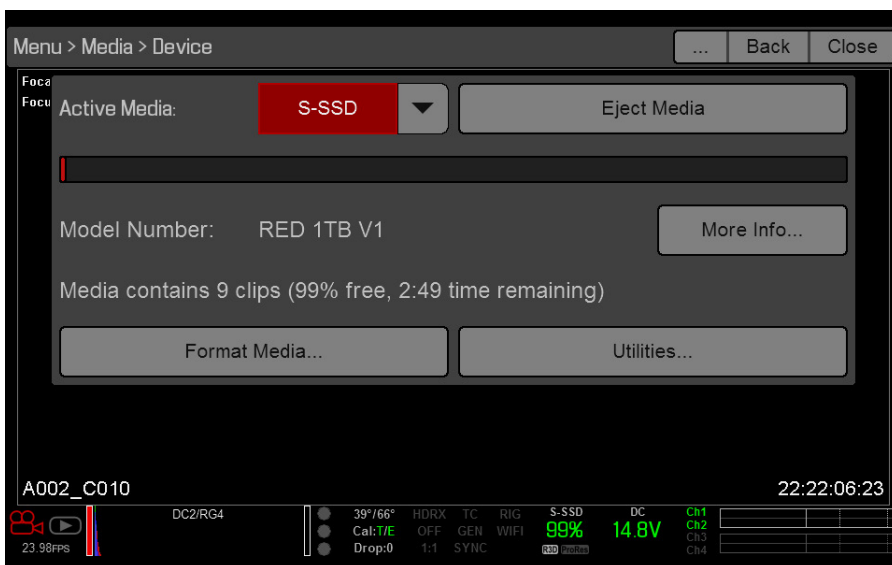 Menu > Media > Device ... Back Close
Foca
Focu
Active Media: S-SSD Eject Media
Model Number: RED 1TB V1 More Info...
Media contains 9 clips (99% free, 2:49 time remaining)
Format Media... Utilities...
A002_C010 22:22:06:23
DC2/RG4 39°/66° HDRX TC RIG S-SSD DC Ch1
Cal:T/E OFF GEN WIFI 99% 14.8V Ch2
Ch3
23.98FPS Drop:0 1:1 SYNC R3D ProRes Ch4